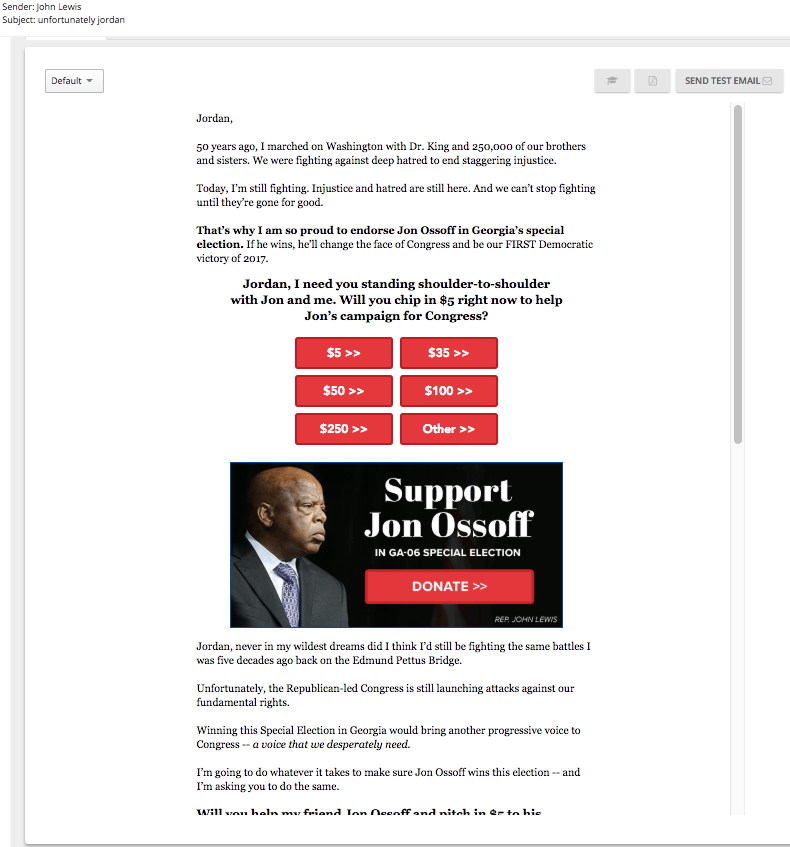 Sender: John Lewis
Subject: unfortunately jordan
Default
SEND TEST EMAIL
Jordan,
50 years ago, I marched on Washington with Dr. King and 250,000 of our brothers
and sisters. We were fighting against deep hatred to end staggering injustice.
Today, I'm still fighting. Injustice and hatred are still here. And we can't stop fighting
until they're gone for good.
That's why I am so proud to endorse Jon Ossoff in Georgia's special
election. If he wins, he'll change the face of Congress and be our FIRST Democratic
victory of 2017.
Jordan, I need you standing shoulder-to-shoulder
with Jon and me. Will you chip in $5 right now to help
Jon's campaign for Congress?
$5 >> $35 >>
$50 >> $100 >>
$250 >> Other >>
Support
Jon Ossoff
IN GA-06 SPECIAL ELECTION
DONATE >>
REP. JOHN LEWIS
Jordan, never in my wildest dreams did I think I'd still be fighting the same battles I
was five decades ago back on the Edmund Pettus Bridge.
Unfortunately, the Republican-led Congress is still launching attacks against our
fundamental rights.
Winning this Special Election in Georgia would bring another progressive voice to
Congress -- a voice that we desperately need.
I'm going to do whatever it takes to make sure Jon Ossoff wins this election -- and
I'm asking you to do the same.
Will you help my friend Jon Ossoff and pitch in $5 to his